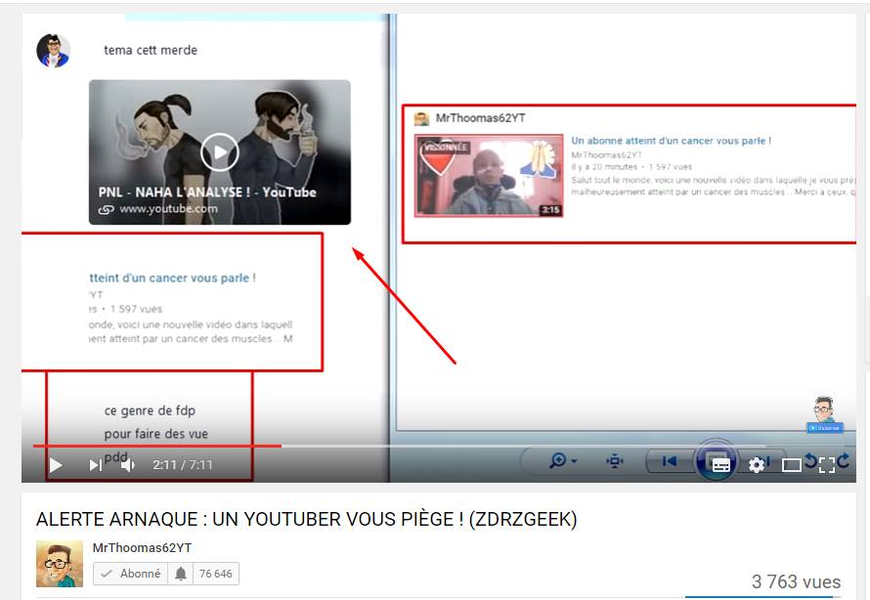 tema cett merde
PNL - NAHA L'ANALYSE ! - YouTube
www.youtube.com
tteint d'un cancer vous parle !
'YT
es • 1 597 vues
onde, voici une nouvelle vidéo dans laquell
ent atteint par un cancer des muscles... M
ce genre de fdp
pour faire des vue
pdd
MrThoomas62YT
Un abonné atteint d'un cancer vous parle !
MrThoomas62YT
il y a 20 minutes • 1 597 vues
Salut tout le monde, voici une nouvelle vidéo dans laquelle je vous
malheureusement atteint par un cancer des muscles... Merci à ceux, q
3:15
2:11 / 7:11
ALERTE ARNAQUE : UN YOUTUBER VOUS PIÈGE ! (ZDRZGEEK)
MrThoomas62YT
Abonné 76 646
3 763 vues